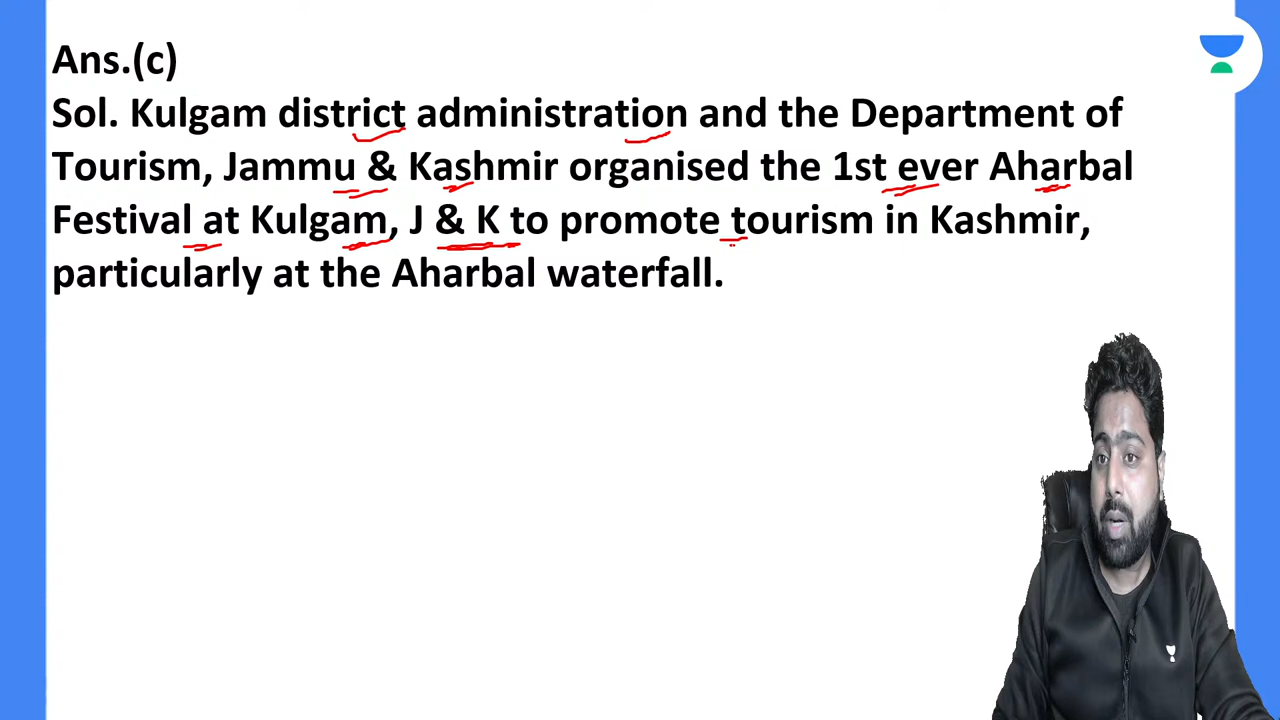 Ans.(c)
Sol. Kulgam district administration and the Department of
Tourism, Jammu & Kashmir organised the 1st ever Aharbal
Festival at Kulgam, J & K to promote tourism in Kashmir,
particularly at the Aharbal waterfall.